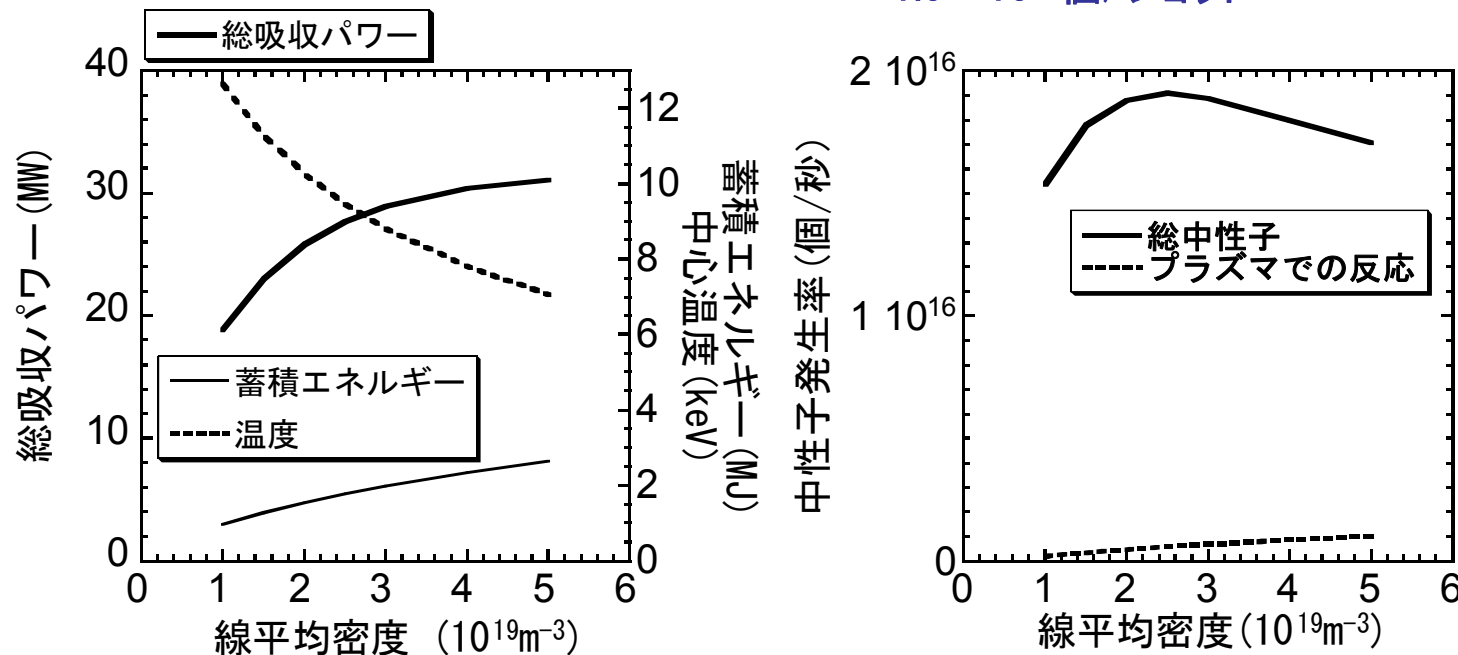 総吸収パワー
40
30
20
10
0
総吸収パワー(MW)
蓄積エネルギー
温度
12
10
8
6
4
2
0
蓄積エネルギー(MJ)
中心温度(keV)
0 1 2 3 4 5 6
線平均密度 (10¹⁹m⁻³)
2 10¹⁶
1 10¹⁶
0
中性子発生率(個/秒)
総中性子
プラズマでの反応
0 1 2 3 4 5 6
線平均密度(10¹⁹m⁻³)